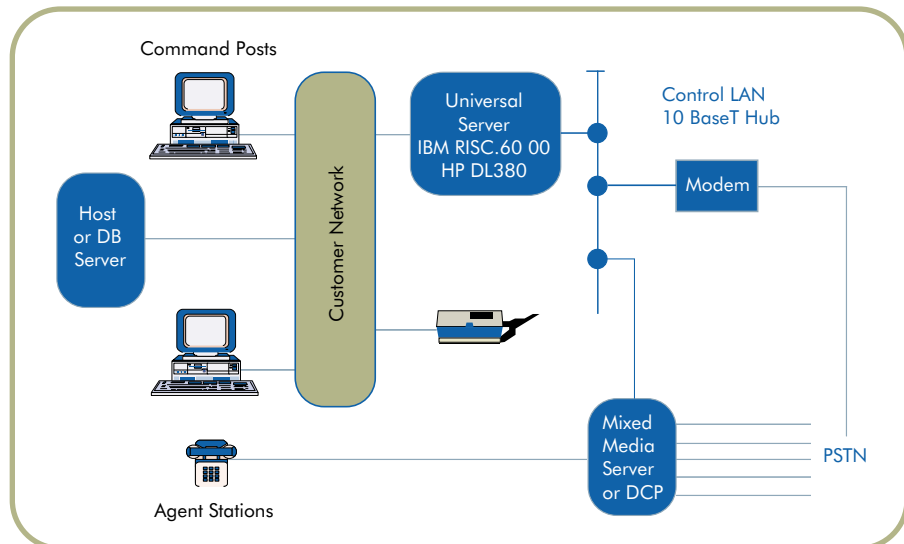 Command Posts
Universal
Server
IBM RISC.60 00
HP DL380
Control LAN
10 BaseT Hub
Modem
Host
or DB
Server
Customer Network
Mixed
Media
Server
or DCP
PSTN
Agent Stations